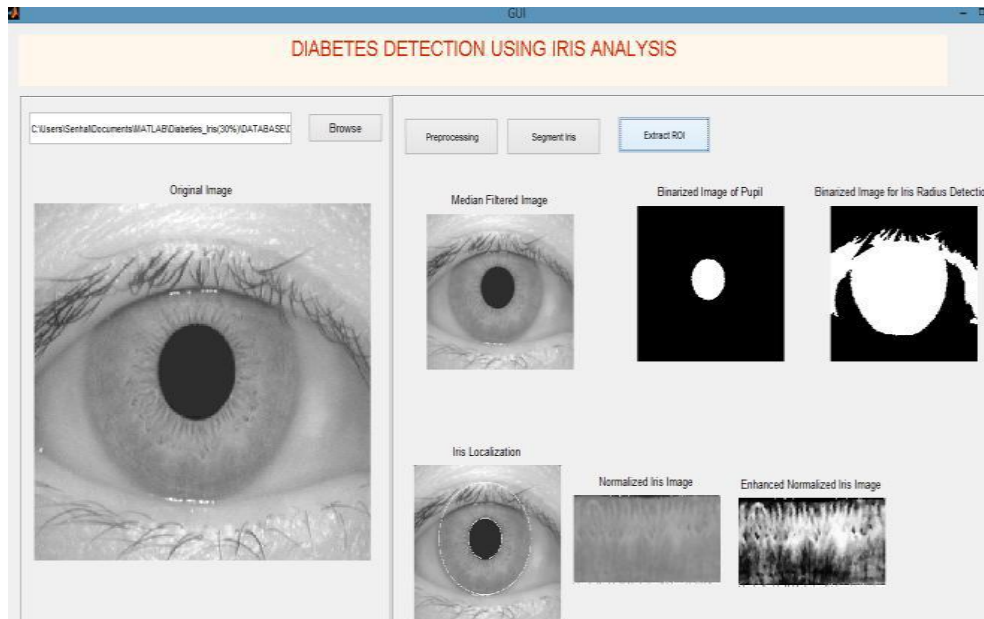 GUI
DIABETES DETECTION USING IRIS ANALYSIS
C:\Users\Senhal\Documents\MATLAB\Diabeties_Iris(30%)\DATABASE\D
Browse
Preprocessing
Segment Iris
Extract ROI
Original Image
Median Filtered Image
Binarized Image of Pupil
Binarized Image for Iris Radius Detectio
Iris Localization
Normalized Iris Image
Enhanced Normalized Iris Image